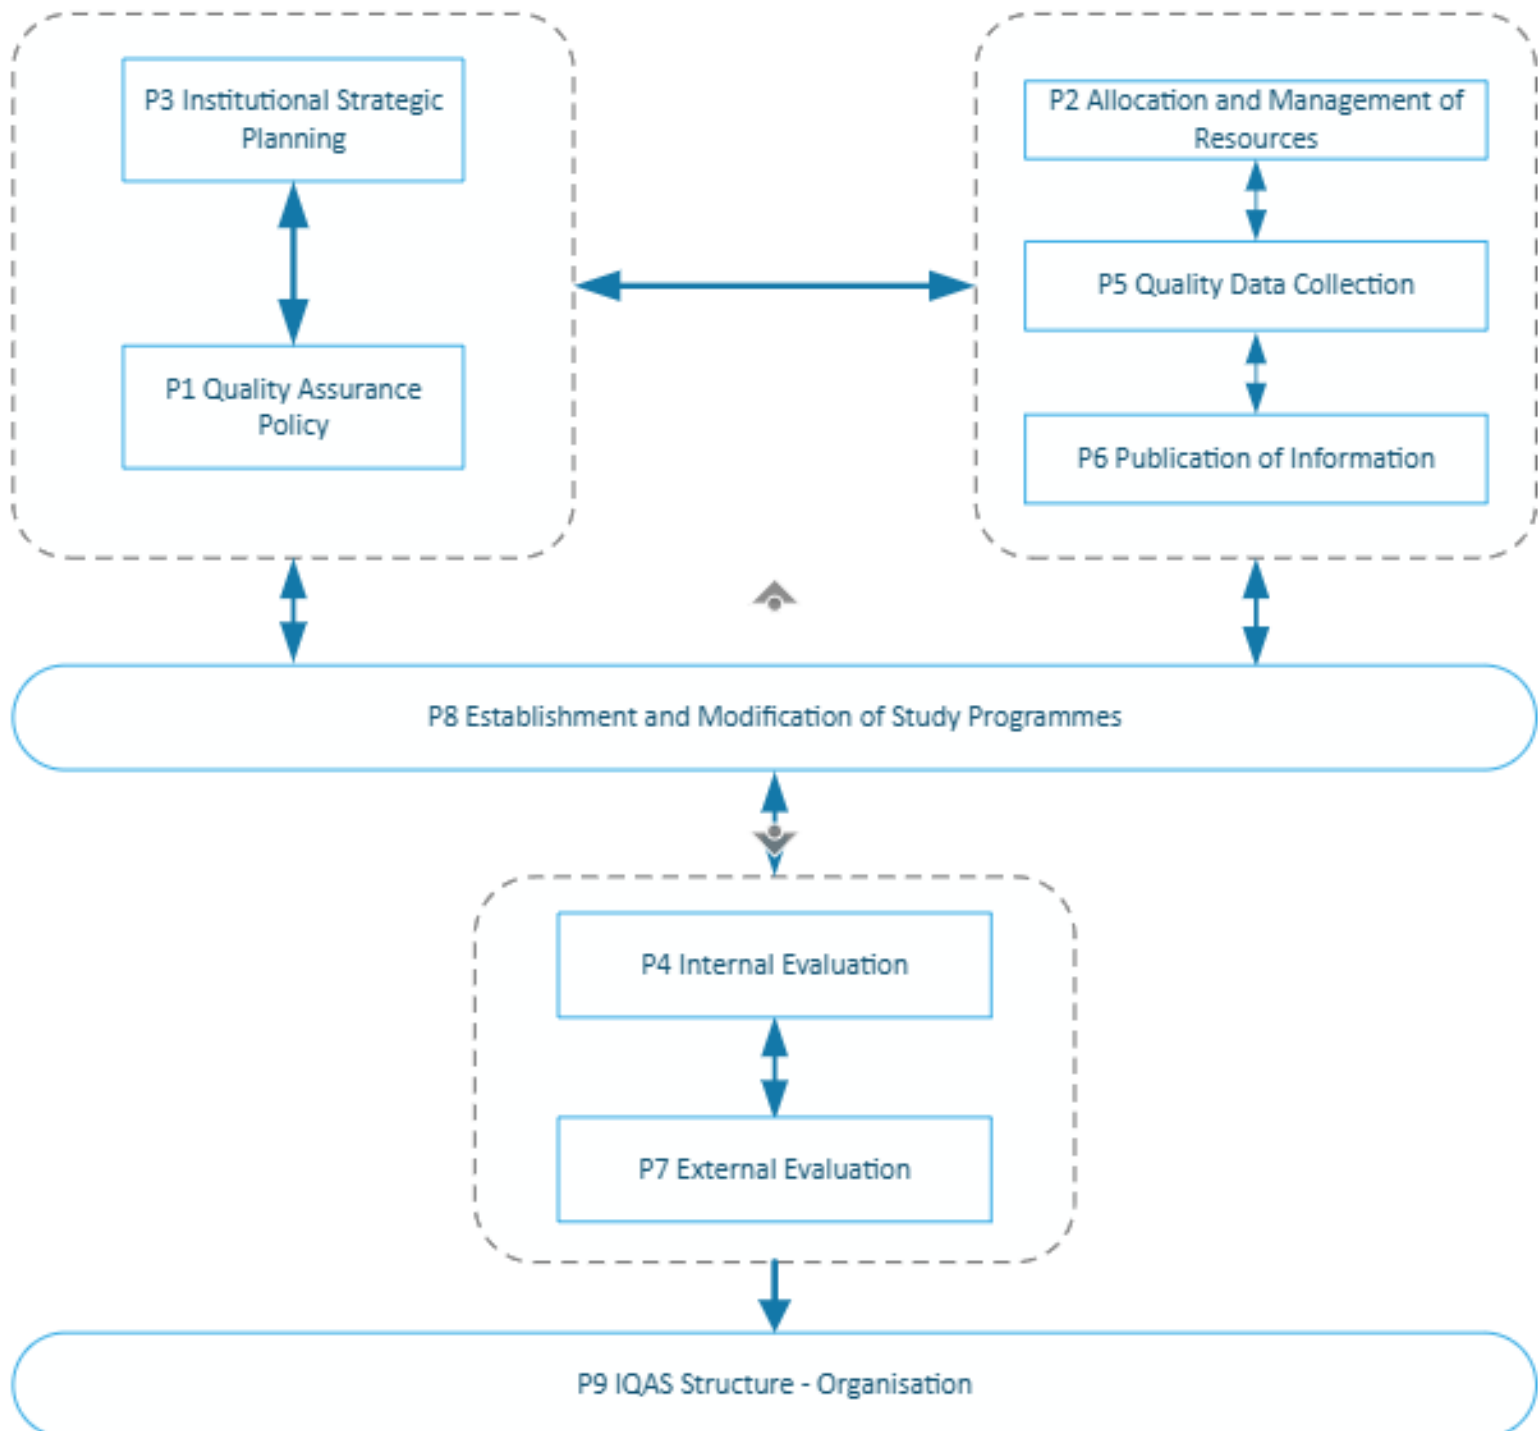 P3 Institutional Strategic
Planning
P1 Quality Assurance
Policy
P2 Allocation and Management of
Resources
P5 Quality Data Collection
P6 Publication of Information
P8 Establishment and Modification of Study Programmes
P4 Internal Evaluation
P7 External Evaluation
P9 IQAS Structure - Organisation